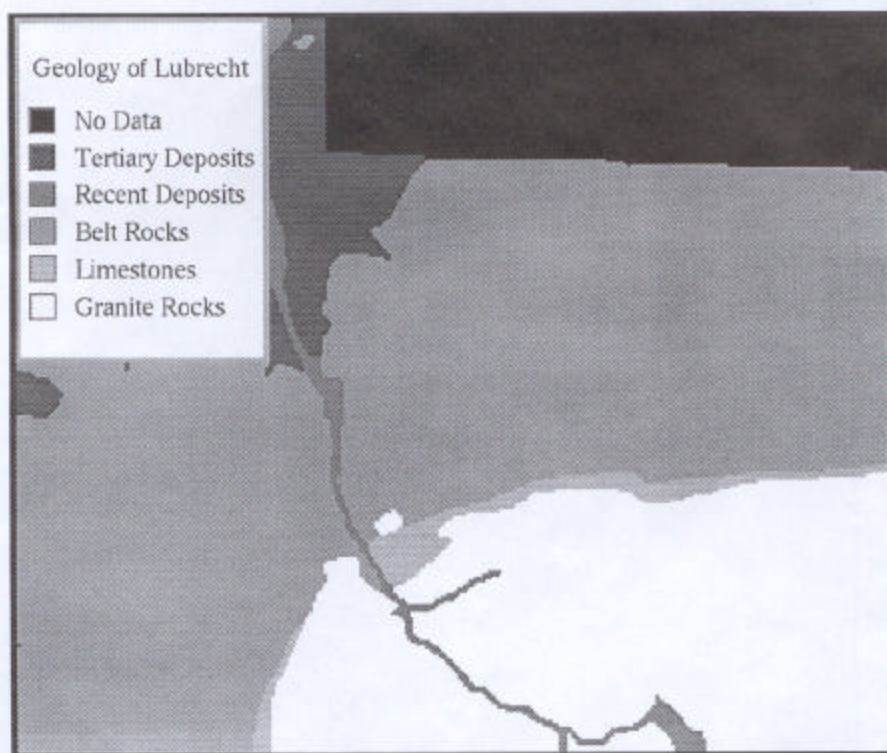 Geology of Lubrecht
No Data
Tertiary Deposits
Recent Deposits
Belt Rocks
Limestones
Granite Rocks